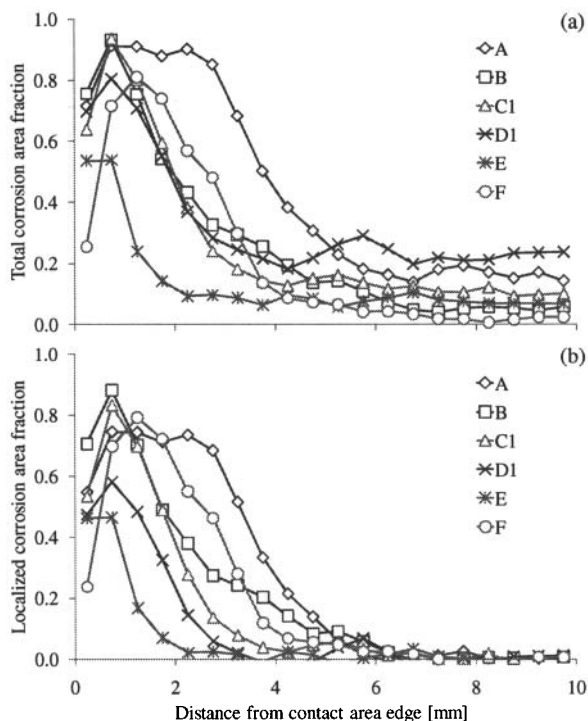 (a)
1.0
0.8
0.6
0.4
0.2
0.0
Total corrosion area fraction
A
B
C1
D1
E
F
(b)
1.0
0.8
0.6
0.4
0.2
0.0
Localized corrosion area fraction
A
B
C1
D1
E
F
0 2 4 6 8 10
Distance from contact area edge [mm]